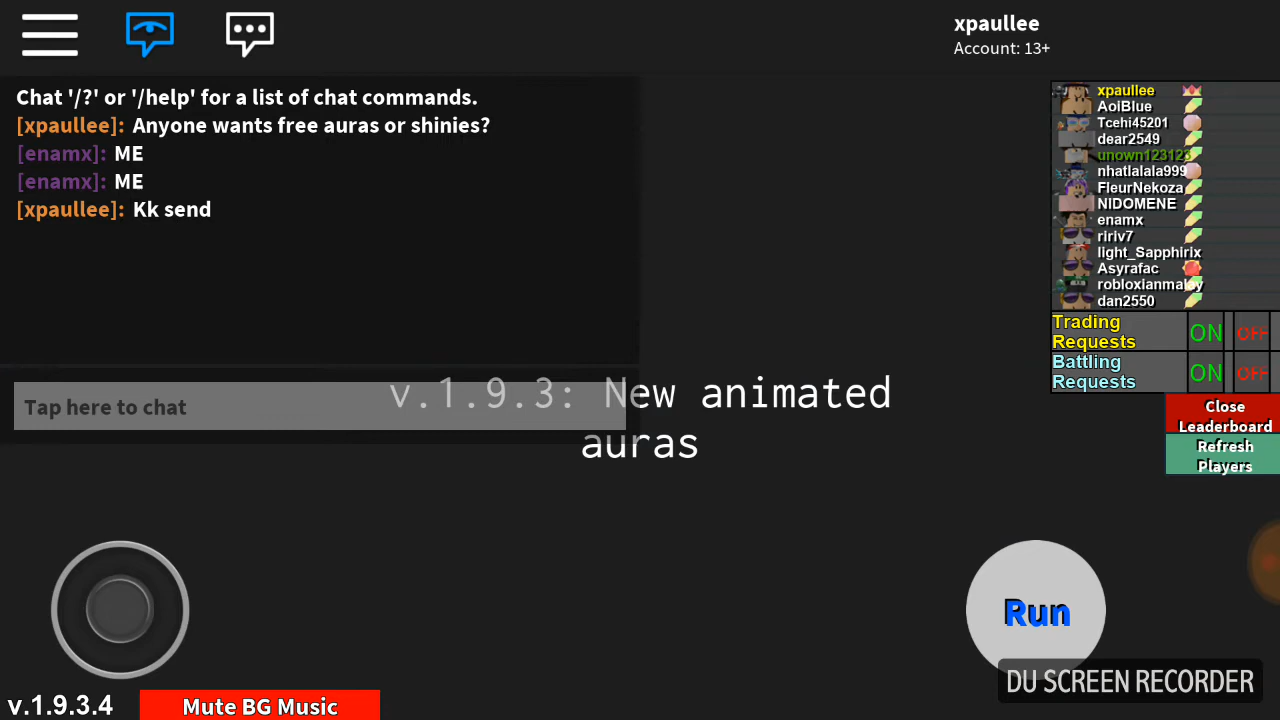 xpaullee
Account: 13+
Chat '/?' or '/help' for a list of chat commands.
[xpaullee]: Anyone wants free auras or shinies?
[enamx]: ME
[enamx]: ME
[xpaullee]: Kk send
Tap here to chat
v.1.9.3: New animated
auras
xpaullee
AoiBlue
Tcehi45201
dear2549
unown123123
nhatlalala999
FleurNekoza
NIDOMENE
enamx
ririv7
light_Sapphirix
Asyrafac
robloxianmalay
dan2550
Trading
Requests
ON OFF
Battling
Requests
ON OFF
Close
Leaderboard
Refresh
Players
Run
DU SCREEN RECORDER
v.1.9.3.4
Mute BG Music